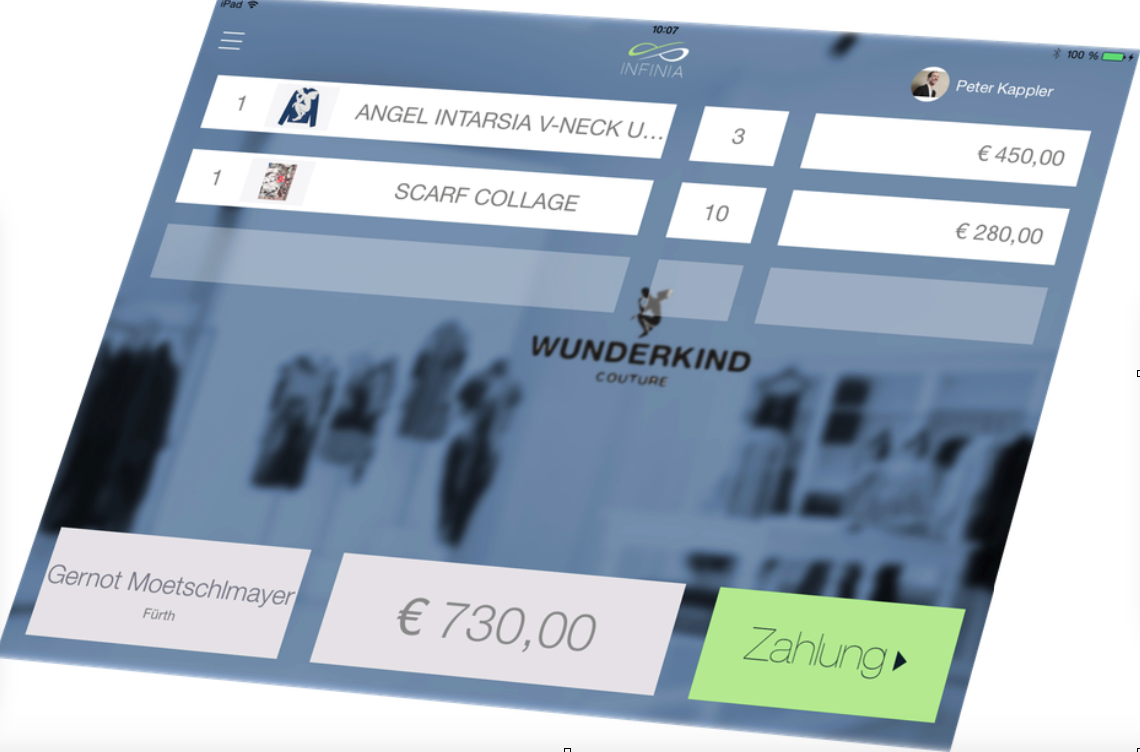 iPad
10:07
100 %
INFINIA
Peter Kappler
1 ANGEL INTARSIA V-NECK U... 3 € 450,00
1 SCARF COLLAGE 10 € 280,00
WUNDERKIND
COUTURE
Gernot Moetschlmayer
Fürth
€ 730,00
Zahlung